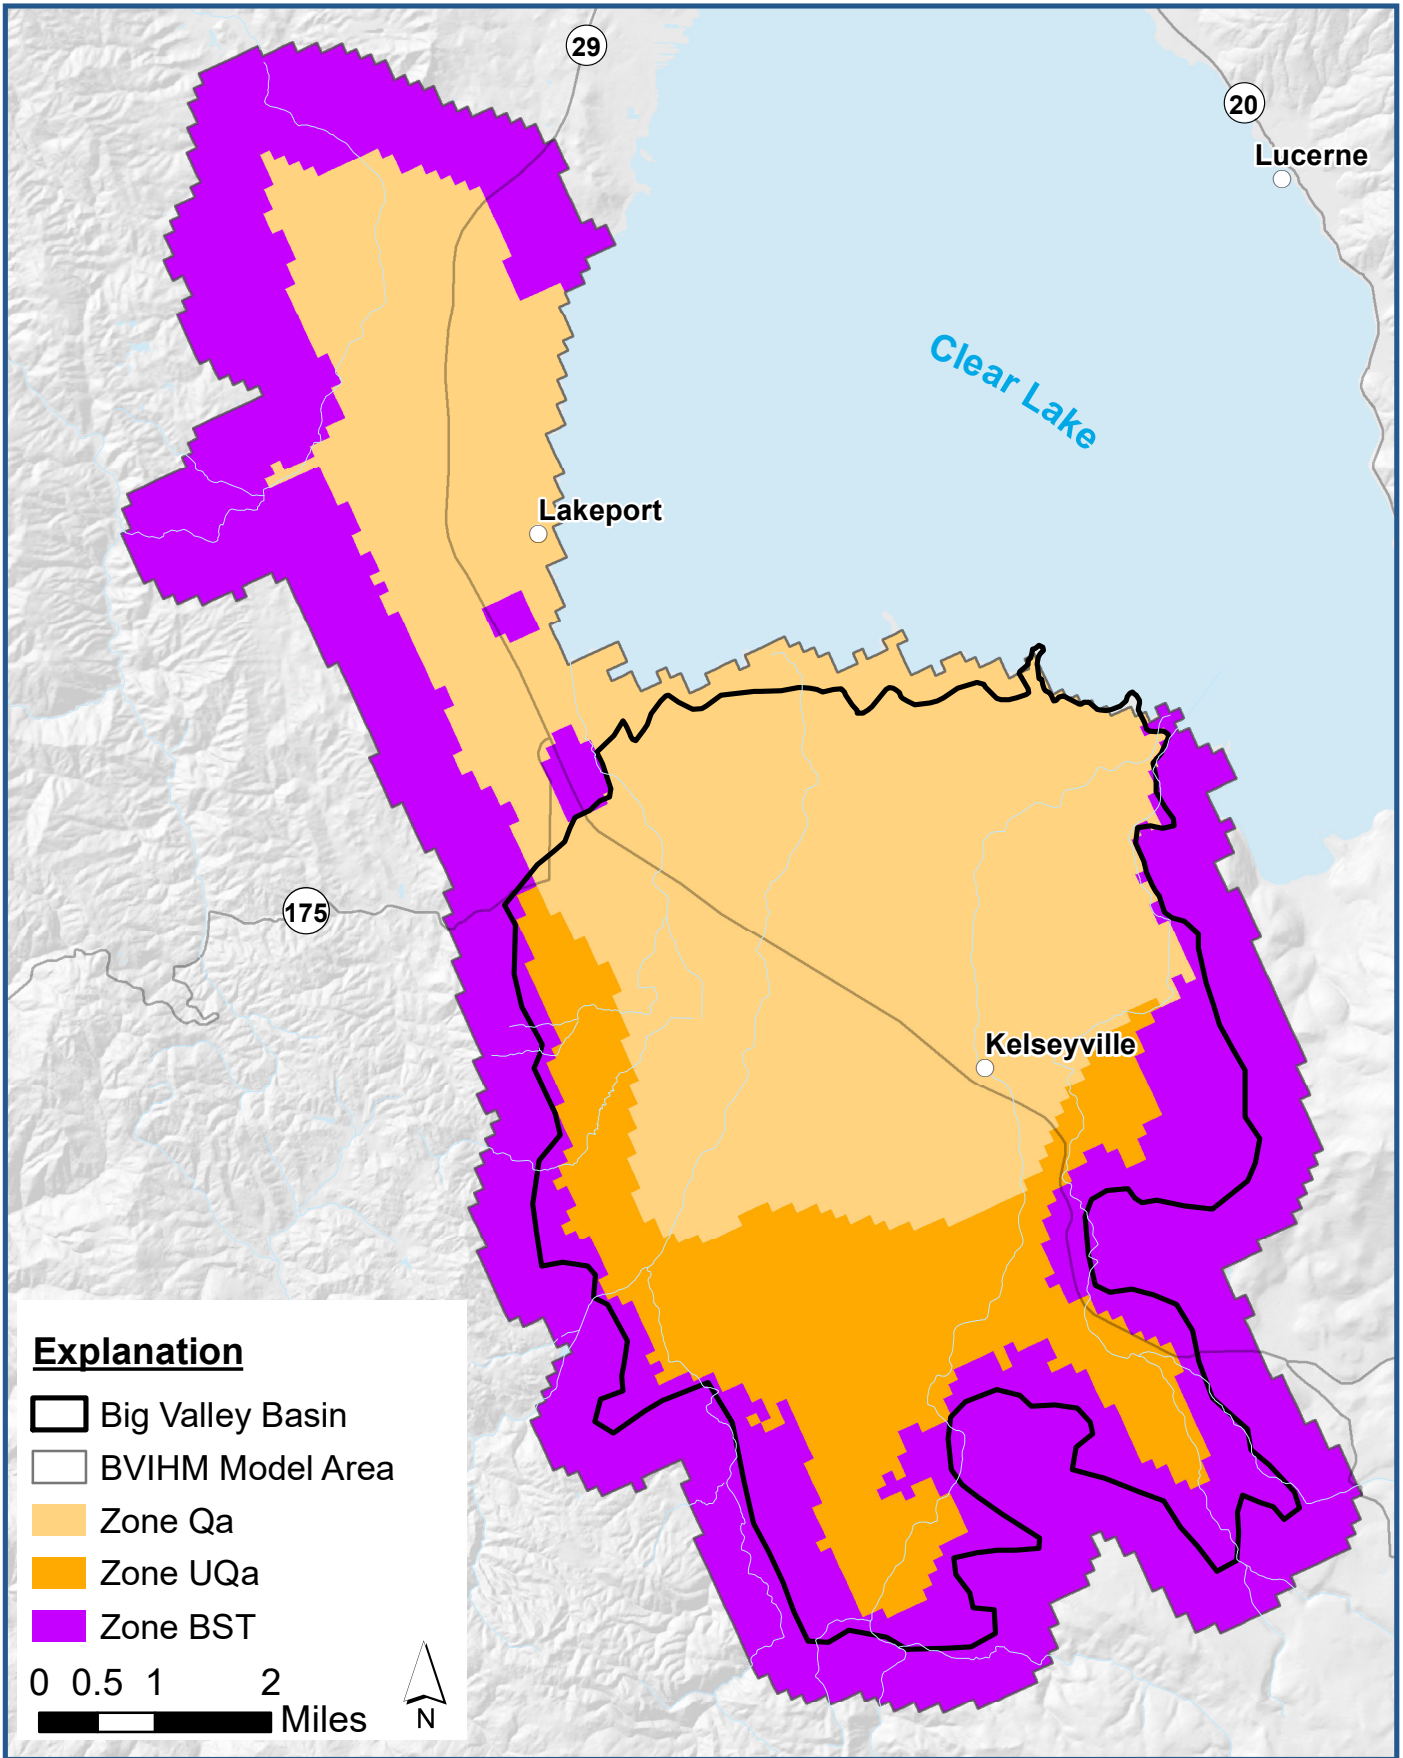 29
20
Lucerne
Clear Lake
Lakeport
175
Kelseyville
Explanation
Big Valley Basin
BVIHM Model Area
Zone Qa
Zone UQa
Zone BST
0 0.5 1 2
Miles
N